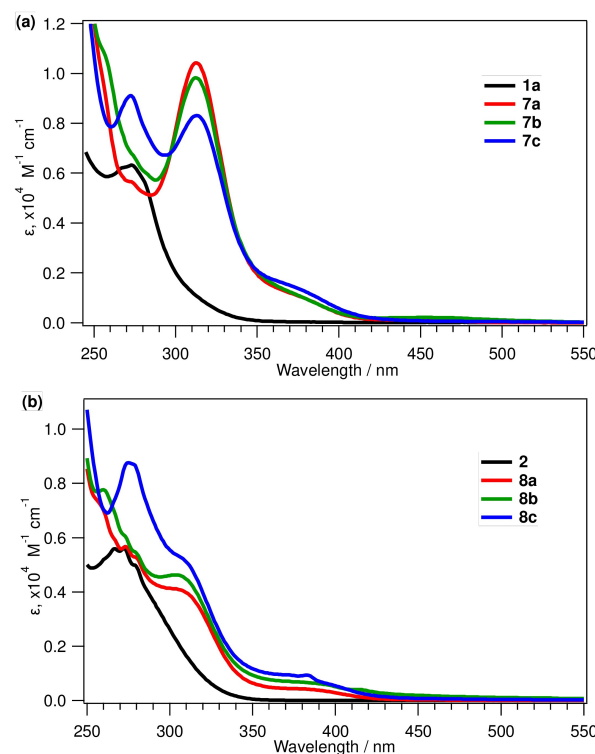 (a)
1.2
1.0
0.8
0.6
0.4
0.2
0.0
ε, x10⁴ M⁻¹ cm⁻¹
1a
7a
7b
7c
250 300 350 400 450 500 550
Wavelength / nm
(b)
1.0
0.8
0.6
0.4
0.2
0.0
ε, x10⁴ M⁻¹ cm⁻¹
2
8a
8b
8c
250 300 350 400 450 500 550
Wavelength / nm